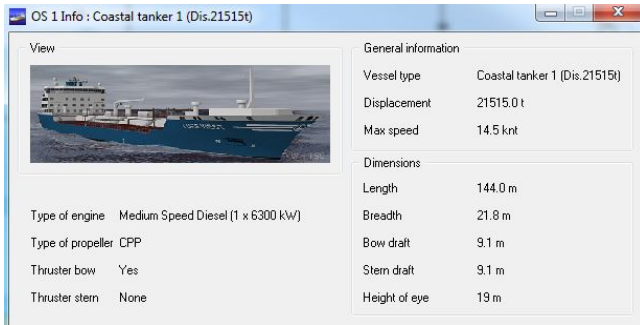 OS 1 Info : Coastal tanker 1 (Dis.21515t)
View
Type of engine Medium Speed Diesel (1 x 6300 kW)
Type of propeller CPP
Thruster bow Yes
Thruster stern None
General information
Vessel type Coastal tanker 1 (Dis.21515t)
Displacement 21515.0 t
Max speed 14.5 knt
Dimensions
Length 144.0 m
Breadth 21.8 m
Bow draft 9.1 m
Stern draft 9.1 m
Height of eye 19 m